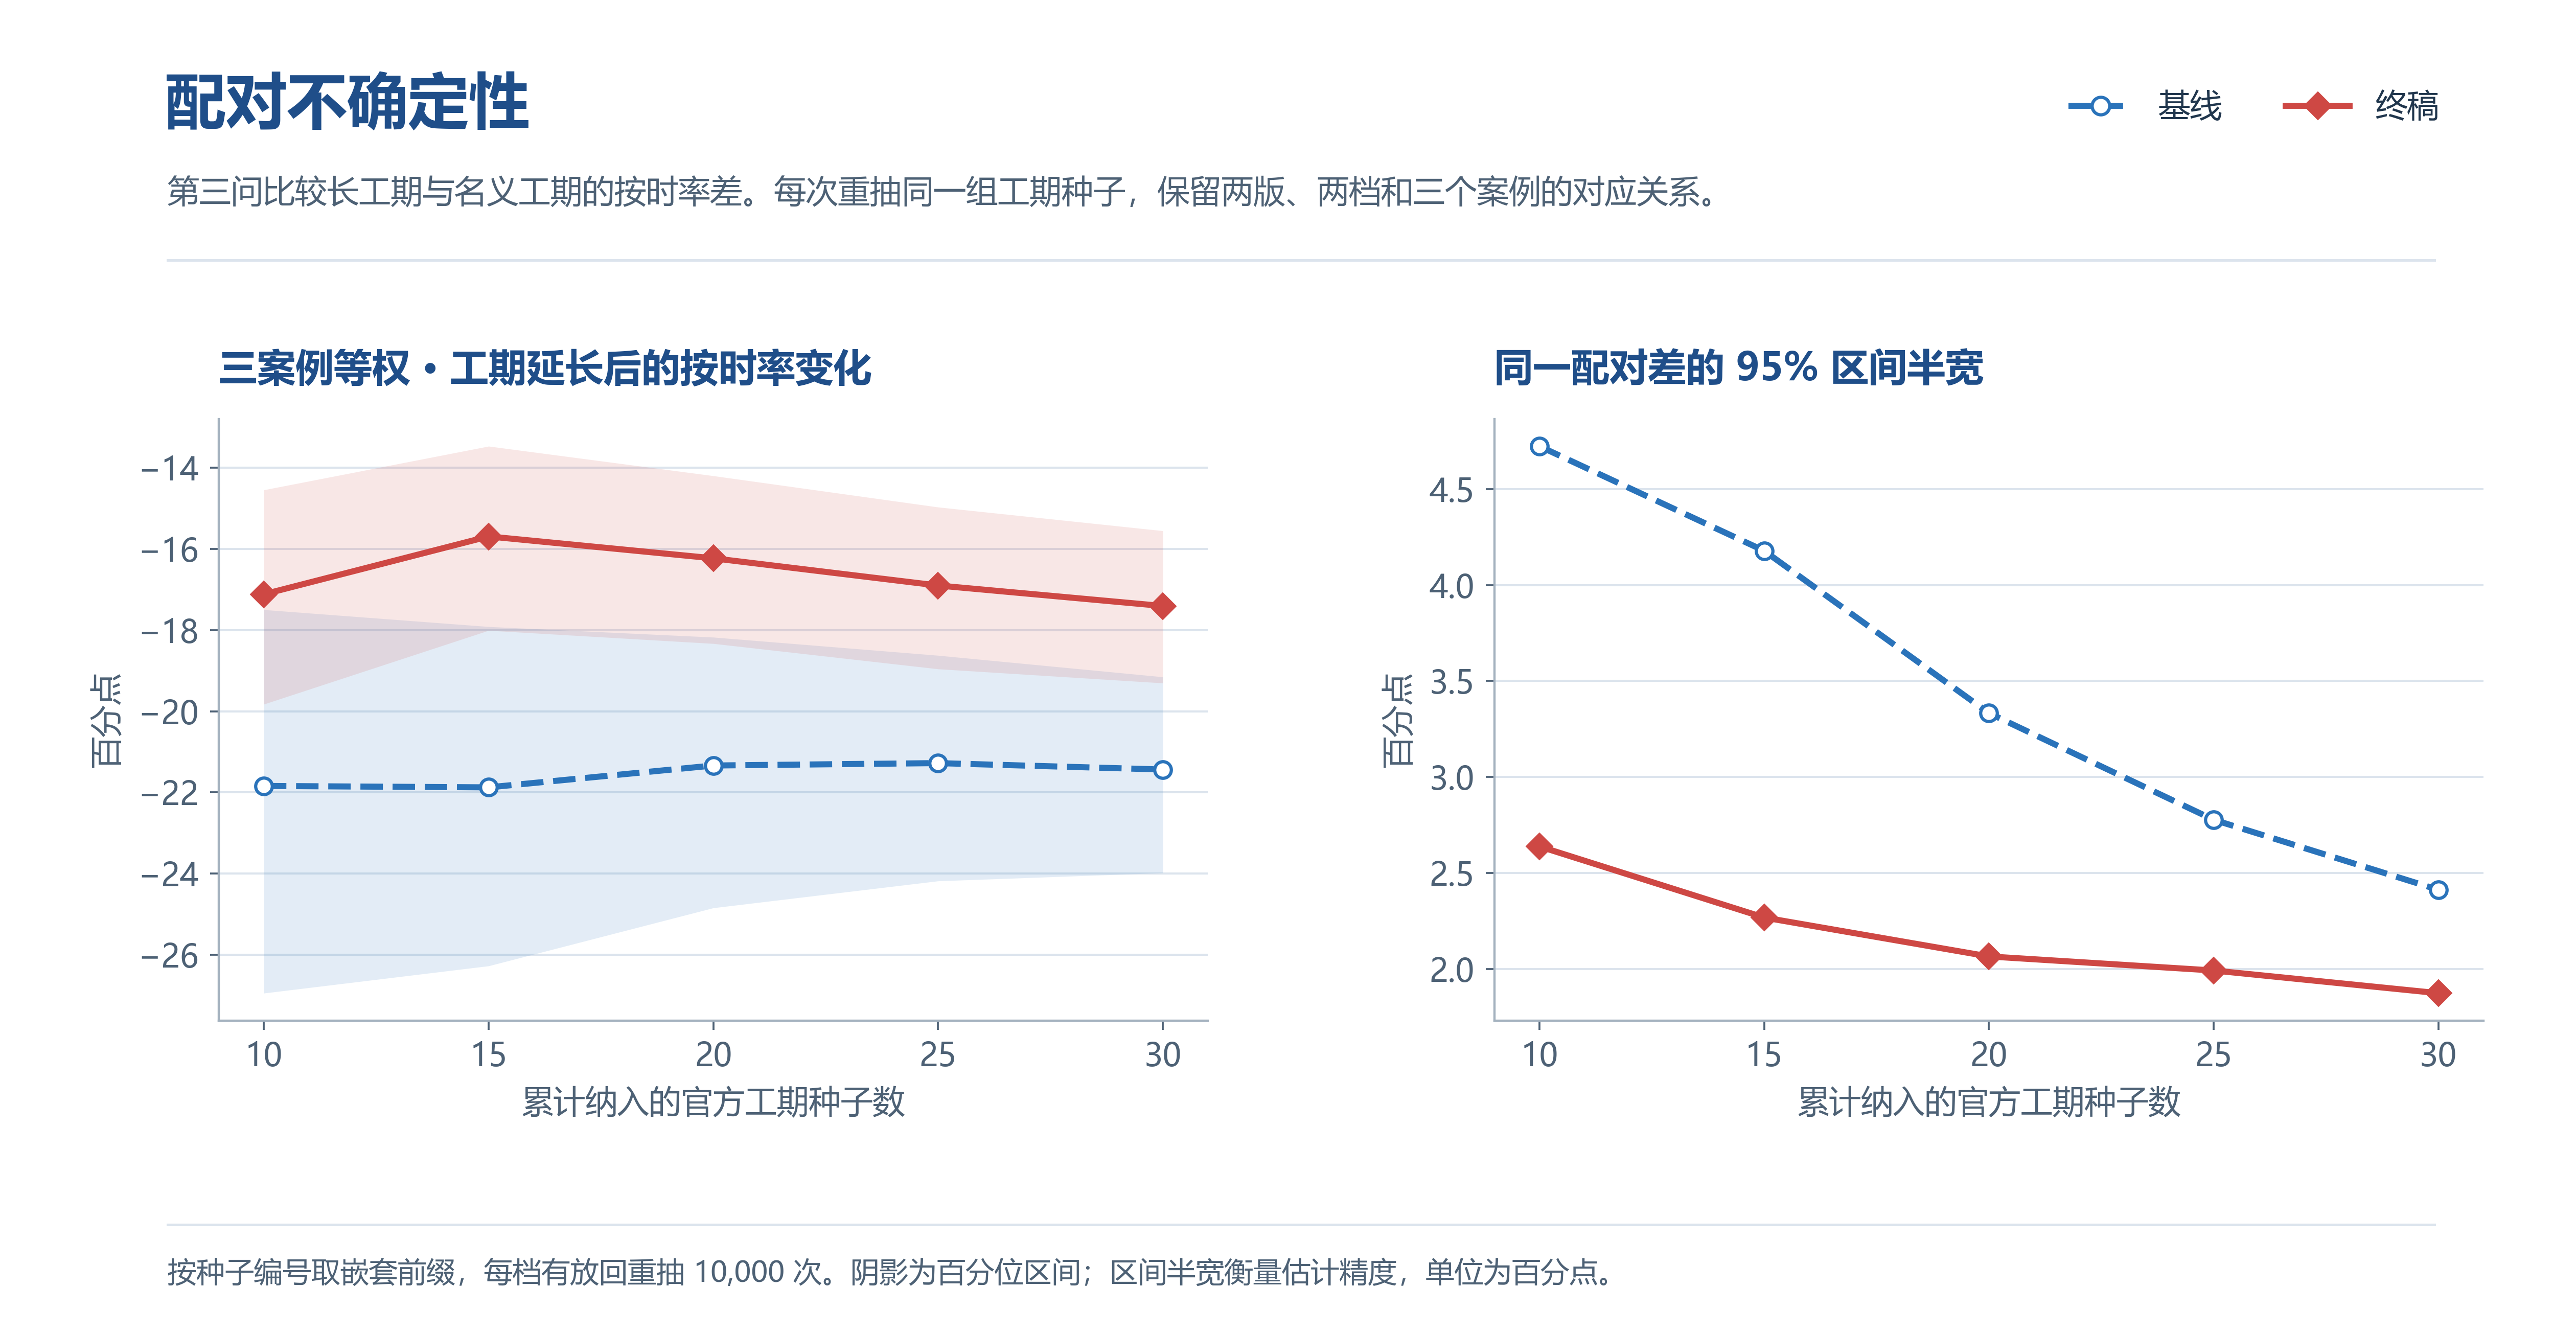 配对不确定性
基线
终稿
第三问比较长工期与名义工期的按时率差。每次重抽同一组工期种子，保留两版、两档和三个案例的对应关系。
三案例等权·工期延长后的按时率变化
百分点
−14
−16
−18
−20
−22
−24
−26
10 15 20 25 30
累计纳入的官方工期种子数
同一配对差的 95% 区间半宽
百分点
4.5
4.0
3.5
3.0
2.5
2.0
10 15 20 25 30
累计纳入的官方工期种子数
按种子编号取嵌套前缀，每档有放回重抽 10,000 次。阴影为百分位区间；区间半宽衡量估计精度，单位为百分点。